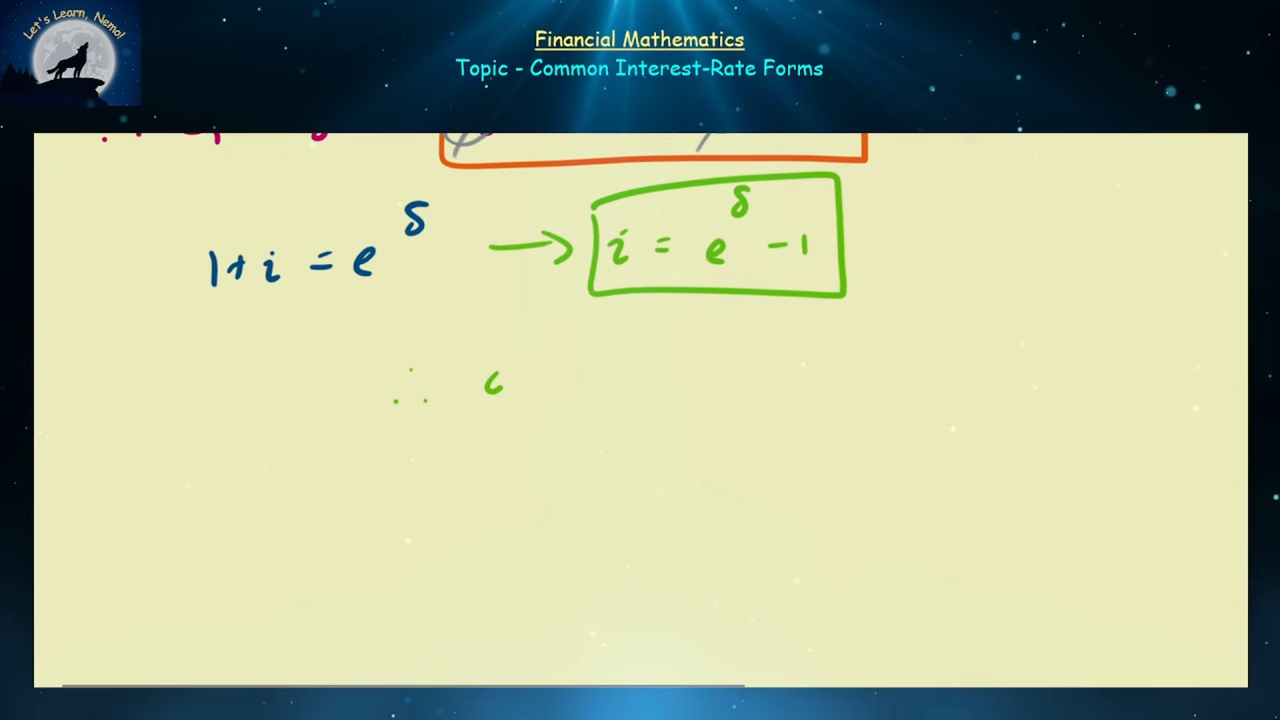 Let's Learn, Nemo!
Financial Mathematics
Topic - Common Interest-Rate Forms
1 + i = e^δ → i = e^δ - 1
∴